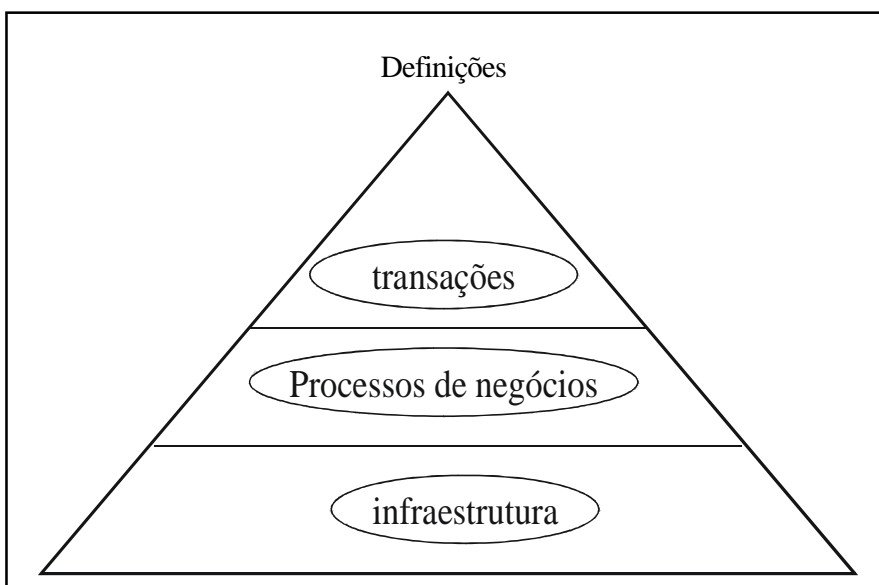 Definições
transações
Processos de negócios
infraestrutura